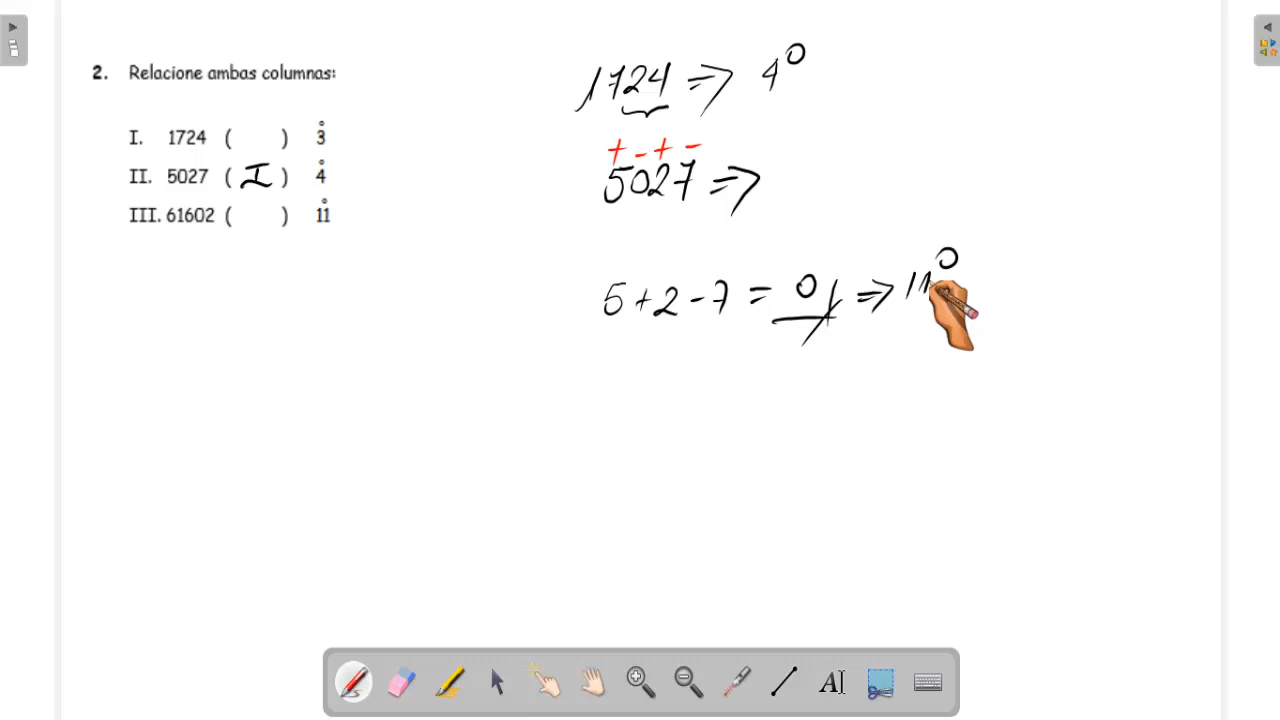 2. Relacione ambas columnas:
I. 1724 ( ) 3°
II. 5027 ( I ) 4°
III. 61602 ( ) 11°
1724 => 4°
+ - + -
5027 =>
5 + 2 - 7 = 0 => 11°
A